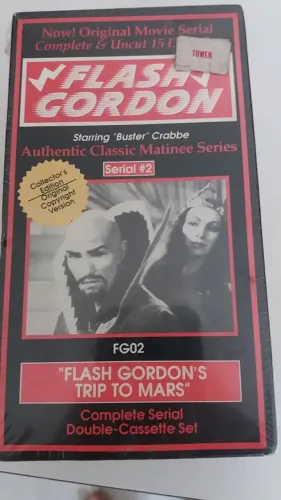 Now! Original Movie Serial
Complete & Uncut 15 E
TOWER
FLASH
GORDON
Starring "Buster" Crabbe
Authentic Classic Matinee Series
Serial #2
Collector's
Edition
Original
Copyright
Version
FG02
"FLASH GORDON'S
TRIP TO MARS"
Complete Serial
Double-Cassette Set